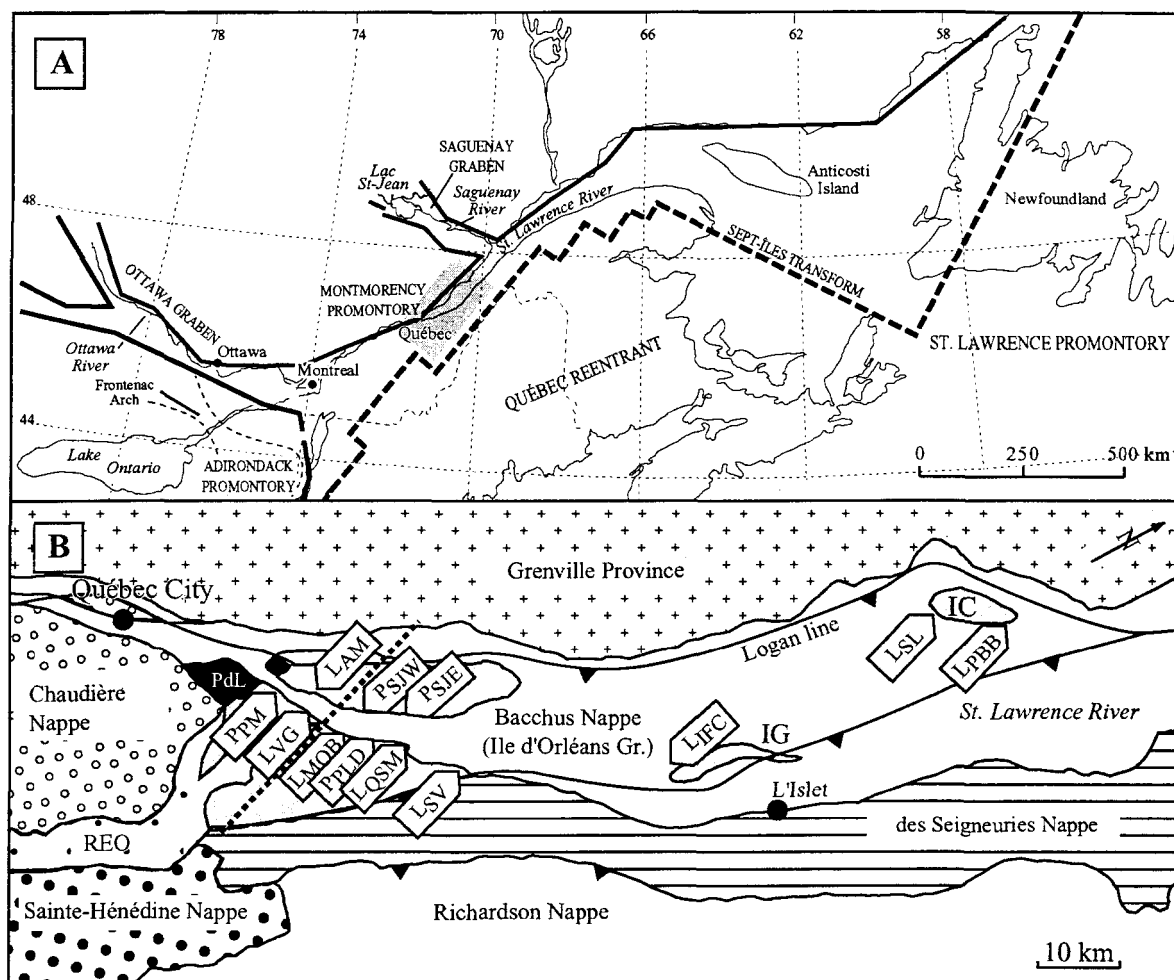 A
78
74
70
66
62
58
48
44
SAGUENAY
GRABEN
Lac
St-Jean
Saguenay
River
St. Lawrence River
Anticosti
Island
Newfoundland
SEPT-ÎLES TRANSFORM
OTTAWA GRABEN
MONTMORENCY
PROMONTORY
Québec
Ottawa
River
Ottawa
Montreal
Frontenac
Arch
QUÉBEC REENTRANT
ST. LAWRENCE PROMONTORY
Lake
Ontario
ADIRONDACK
PROMONTORY
0 250 500 km
B
N
Grenville Province
Québec City
Logan line
IC
LAM
LSL
LPBB
PSJW
PSJE
PdL
Chaudière
Nappe
Bacchus Nappe
(Ile d'Orléans Gr.)
St. Lawrence River
PPM
LVG
LMQB
PPLD
LQSM
LSV
LIFC
IG
L'Islet
REQ
des Seigneuries Nappe
Sainte-Hénédine Nappe
Richardson Nappe
10 km